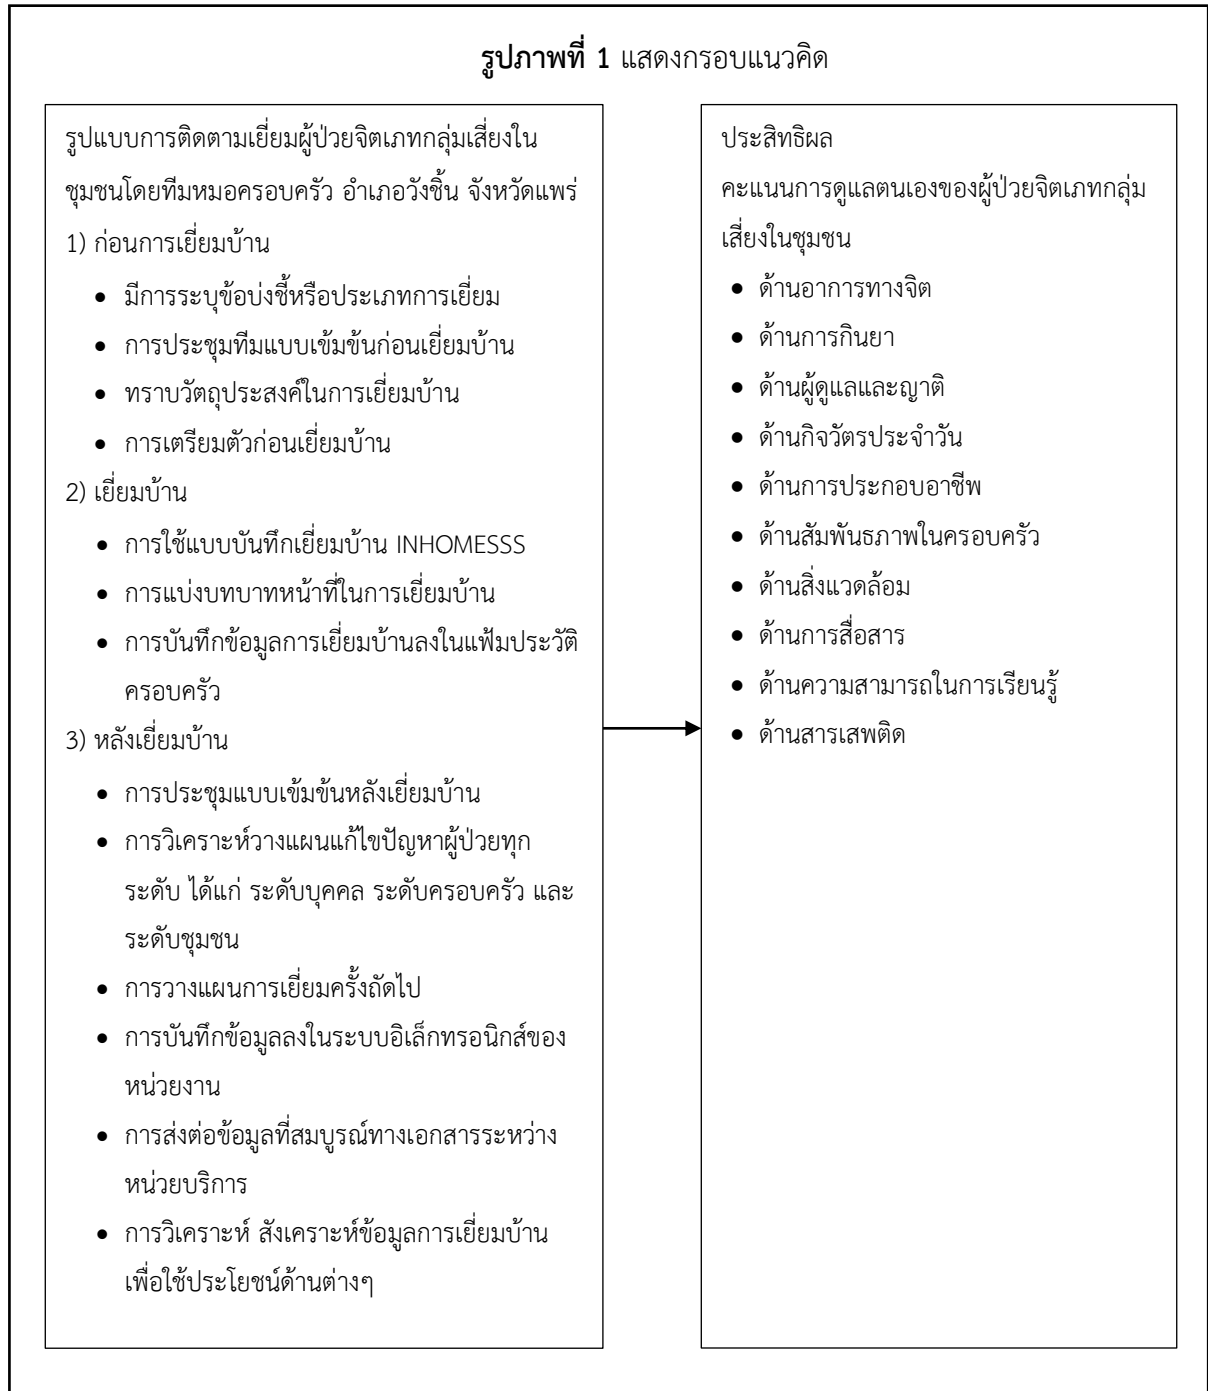 รูปภาพที่ 1 แสดงกรอบแนวคิด
รูปแบบการติดตามเยี่ยมผู้ป่วยจิตเภทกลุ่มเสี่ยงใน
ชุมชนโดยทีมหมอครอบครัว อำเภอวังชิ้น จังหวัดแพร่
1) ก่อนการเยี่ยมบ้าน
• มีการระบุข้อบ่งชี้หรือประเภทการเยี่ยม
• การประชุมทีมแบบเข้มข้นก่อนเยี่ยมบ้าน
• ทราบวัตถุประสงค์ในการเยี่ยมบ้าน
• การเตรียมตัวก่อนเยี่ยมบ้าน
2) เยี่ยมบ้าน
• การใช้แบบบันทึกเยี่ยมบ้าน INHOMESSS
• การแบ่งบทบาทหน้าที่ในการเยี่ยมบ้าน
• การบันทึกข้อมูลการเยี่ยมบ้านลงในแฟ้มประวัติ
ครอบครัว
3) หลังเยี่ยมบ้าน
• การประชุมแบบเข้มข้นหลังเยี่ยมบ้าน
• การวิเคราะห์วางแผนแก้ไขปัญหาผู้ป่วยทุก
ระดับ ได้แก่ ระดับบุคคล ระดับครอบครัว และ
ระดับชุมชน
• การวางแผนการเยี่ยมครั้งถัดไป
• การบันทึกข้อมูลลงในระบบอิเล็กทรอนิกส์ของ
หน่วยงาน
• การส่งต่อข้อมูลที่สมบูรณ์ทางเอกสารระหว่าง
หน่วยบริการ
• การวิเคราะห์ สังเคราะห์ข้อมูลการเยี่ยมบ้าน
เพื่อใช้ประโยชน์ด้านต่างๆ
ประสิทธิผล
คะแนนการดูแลตนเองของผู้ป่วยจิตเภทกลุ่ม
เสี่ยงในชุมชน
• ด้านอาการทางจิต
• ด้านการกินยา
• ด้านผู้ดูแลและญาติ
• ด้านกิจวัตรประจำวัน
• ด้านการประกอบอาชีพ
• ด้านสัมพันธภาพในครอบครัว
• ด้านสิ่งแวดล้อม
• ด้านการสื่อสาร
• ด้านความสามารถในการเรียนรู้
• ด้านสารเสพติด